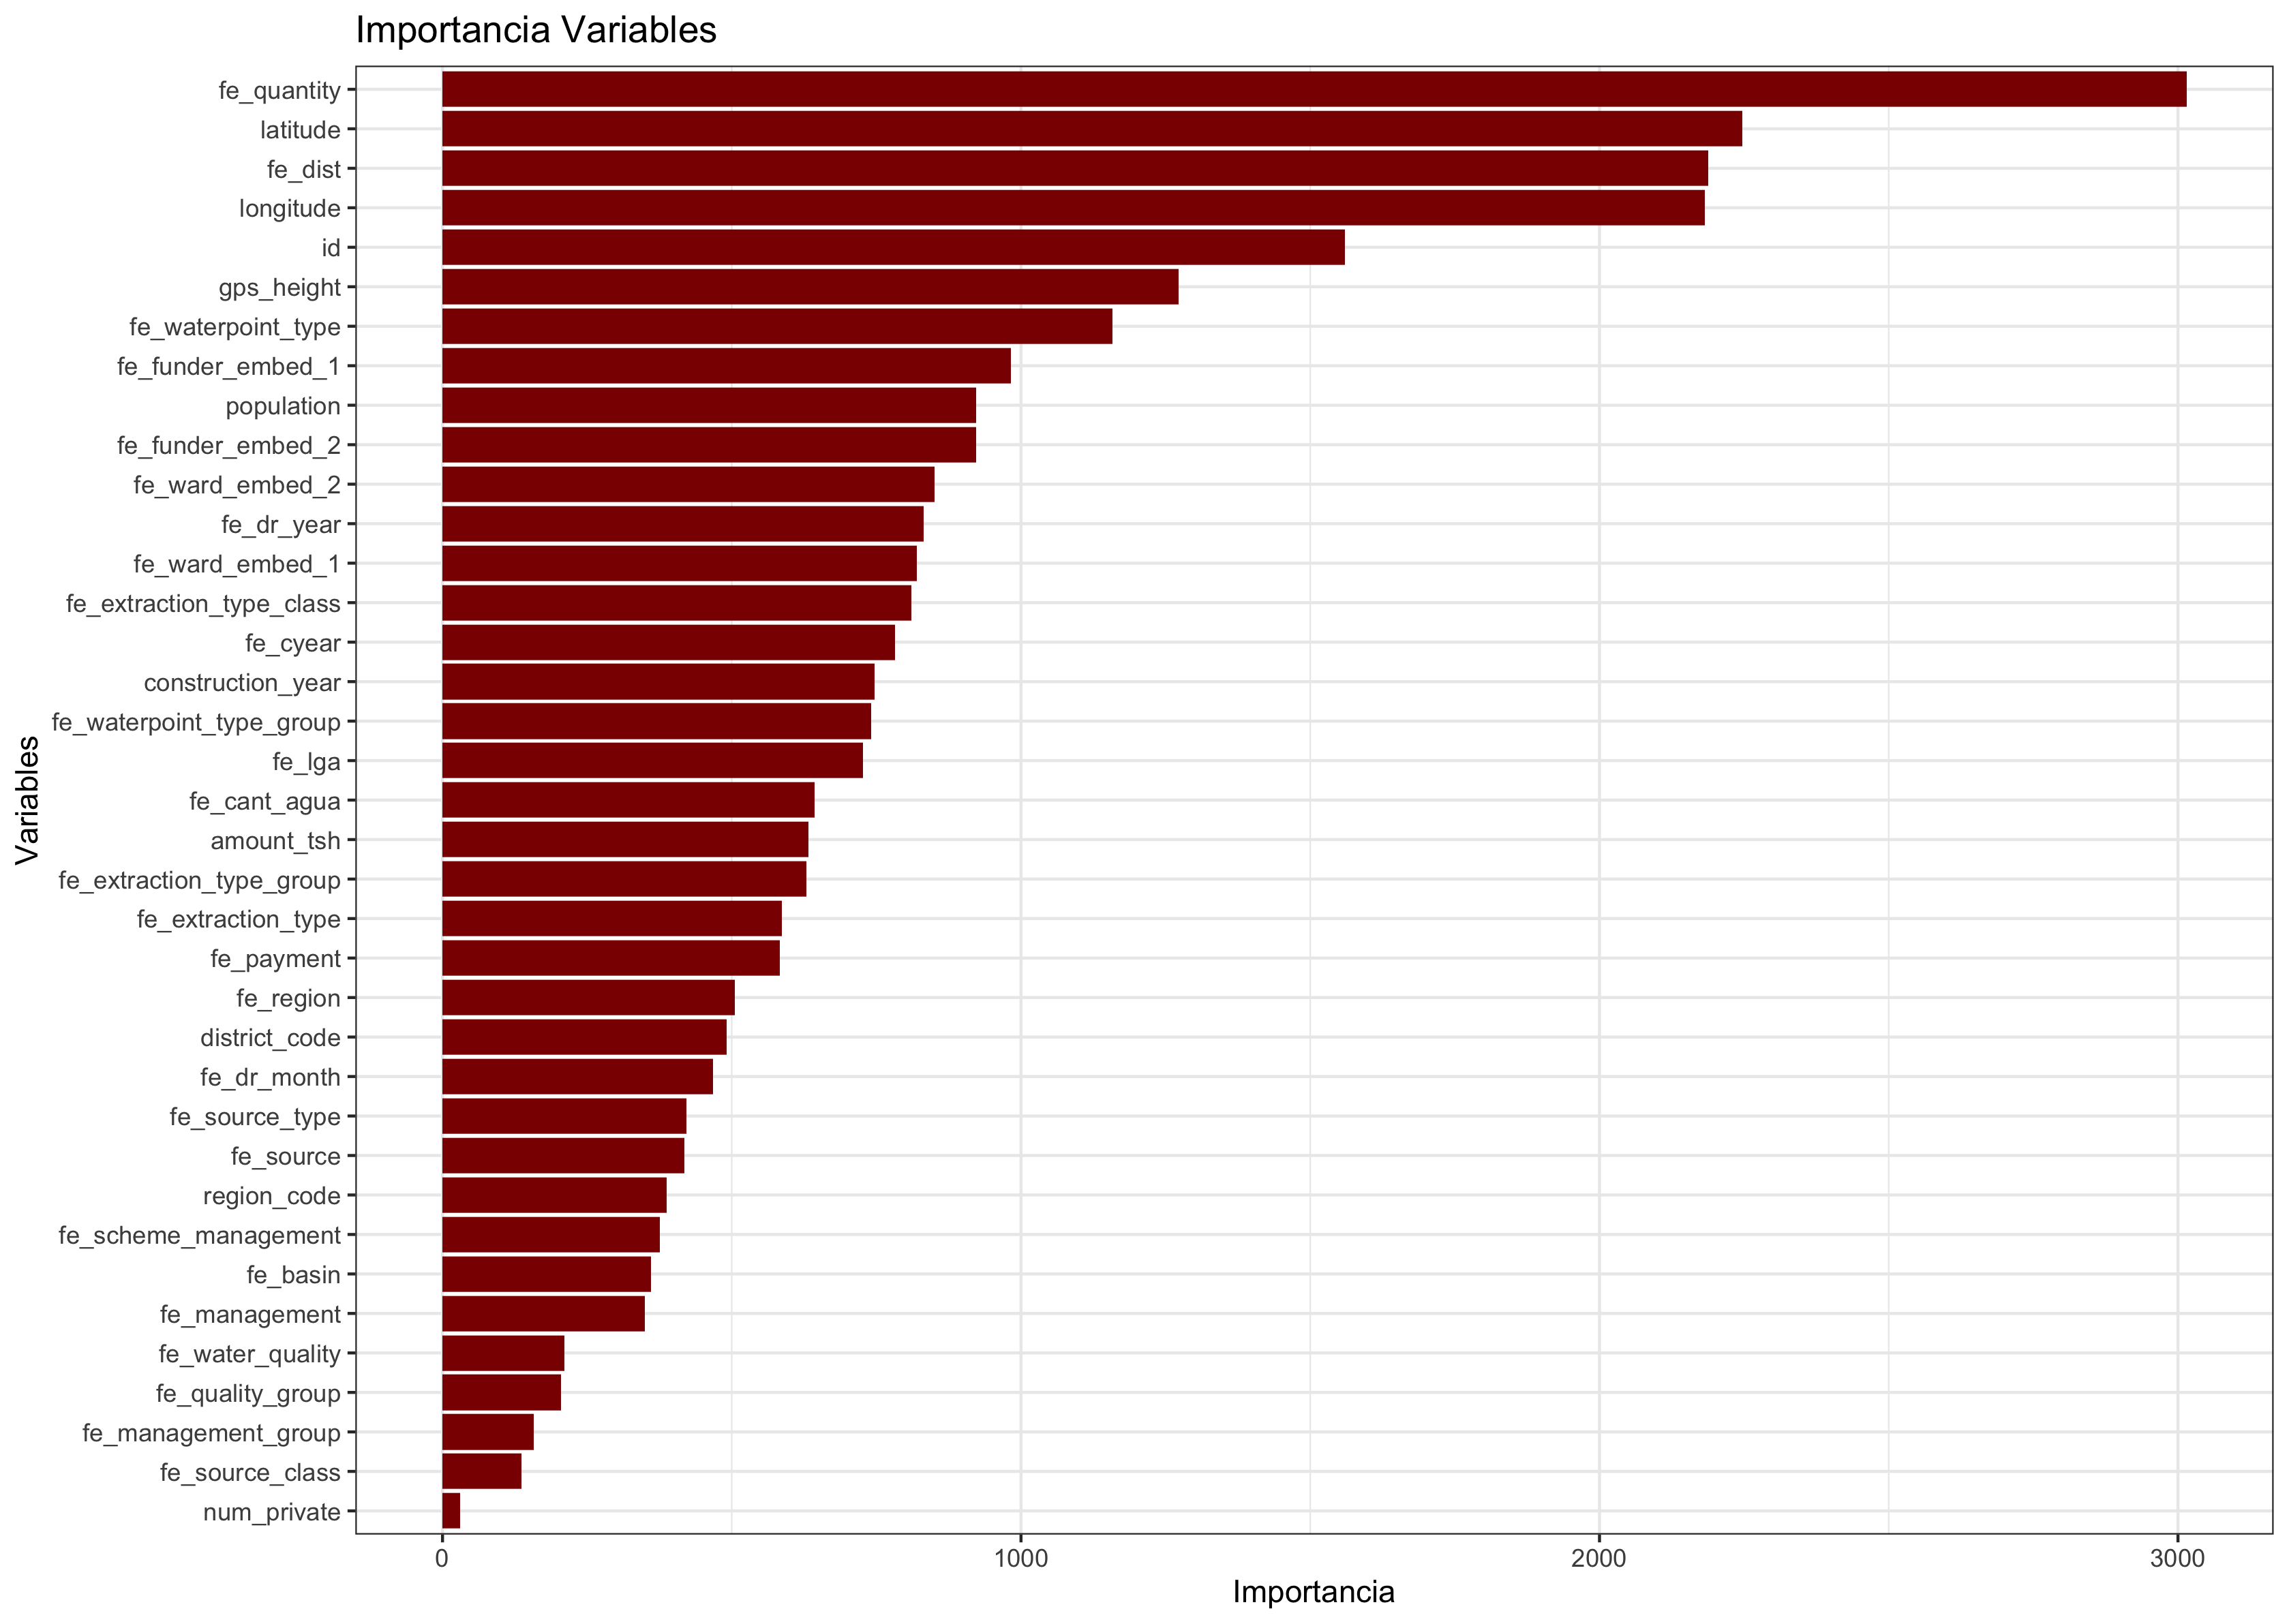 Importancia Variables
fe_quantity
latitude
fe_dist
longitude
id
gps_height
fe_waterpoint_type
fe_funder_embed_1
population
fe_funder_embed_2
fe_ward_embed_2
fe_dr_year
fe_ward_embed_1
fe_extraction_type_class
fe_cyear
construction_year
fe_waterpoint_type_group
fe_lga
fe_cant_agua
amount_tsh
fe_extraction_type_group
fe_extraction_type
fe_payment
fe_region
district_code
fe_dr_month
fe_source_type
fe_source
region_code
fe_scheme_management
fe_basin
fe_management
fe_water_quality
fe_quality_group
fe_management_group
fe_source_class
num_private
Variables
0 1000 2000 3000
Importancia